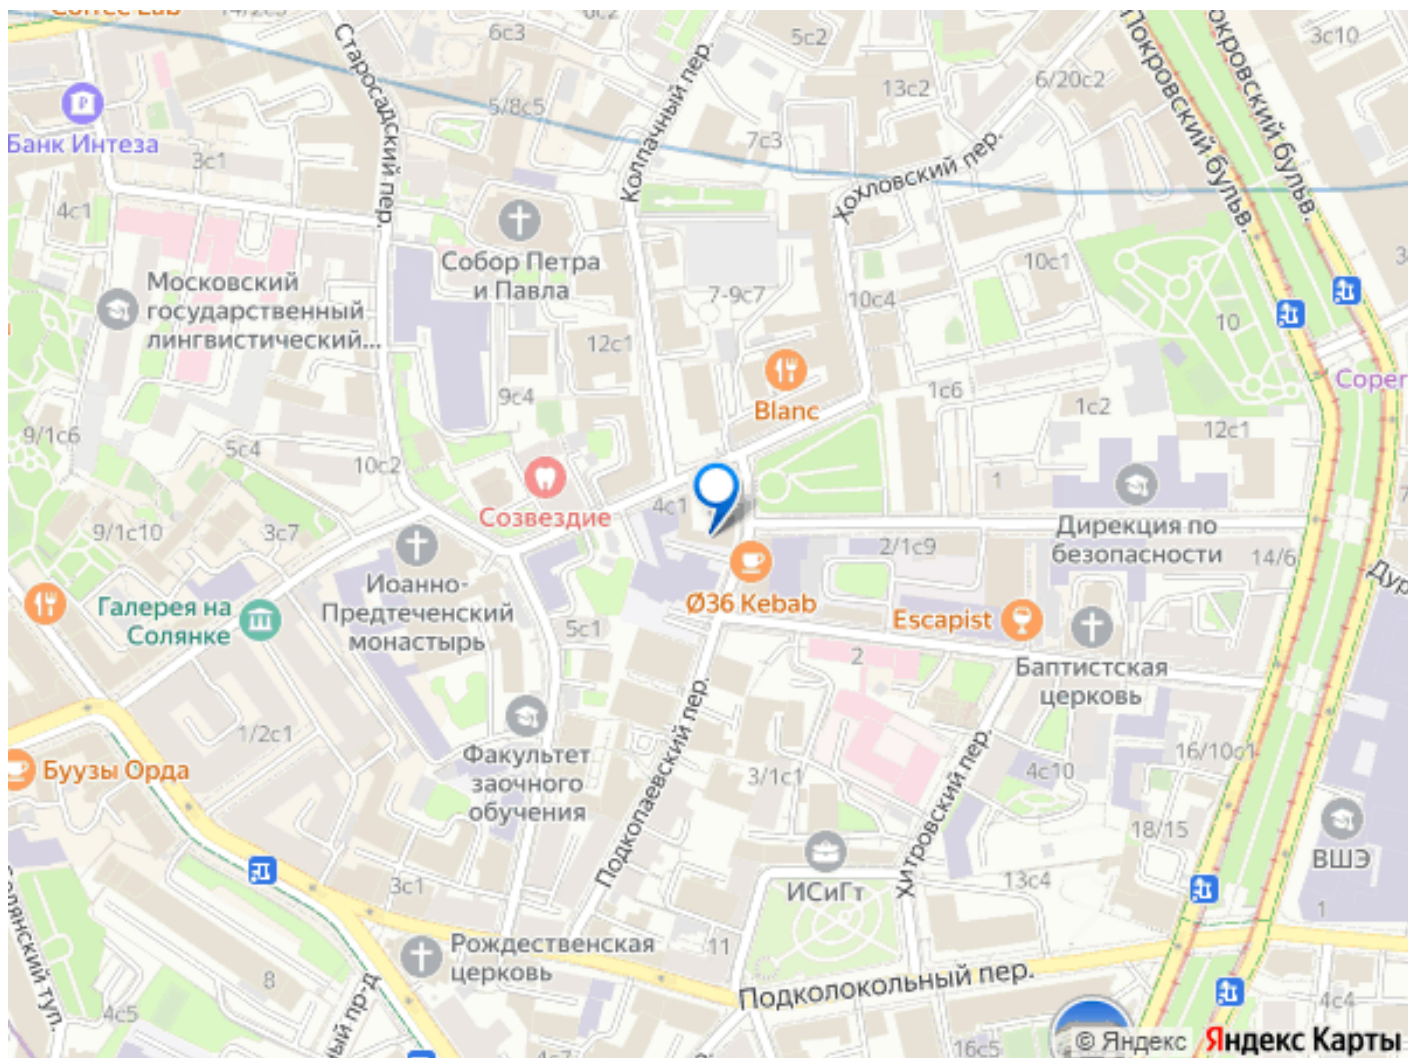 6с3
5с2
3с10
6/20с2
13с2
5/8с5
7с3
Старосадский пер.
Колпачный пер.
Хохловский пер.
Покровский бульв.
Покровский бульв.
Банк Интеза
3с1
4с1
Собор Петра
и Павла
Московский
государственный
лингвистический...
7-9с7
10с4
10с1
10
12с1
9с4
Blanc
1с6
1с2
12с1
9/1с6
5с4
10с2
Созвездие
4с1
1
Дирекция по
безопасности
9/1с10
3с7
2/1с9
14/6
Иоанно-
Предтеченский
монастырь
Галерея на
Солянке
Ø36 Kebab
Escapist
5с1
2
Баптистская
церковь
1/2с1
Буузы Орда
Факультет
заочного
обучения
Подкопаевский пер.
3/1с1
Хитровский пер.
4с10
16/10с1
18/15
ВШЭ
ИСиГт
13с4
3с1
1
Рождественская
церковь
11
8
Подколокольный пер.
4с5
4с7
16с5
4с4
© Яндекс
Яндекс Карты